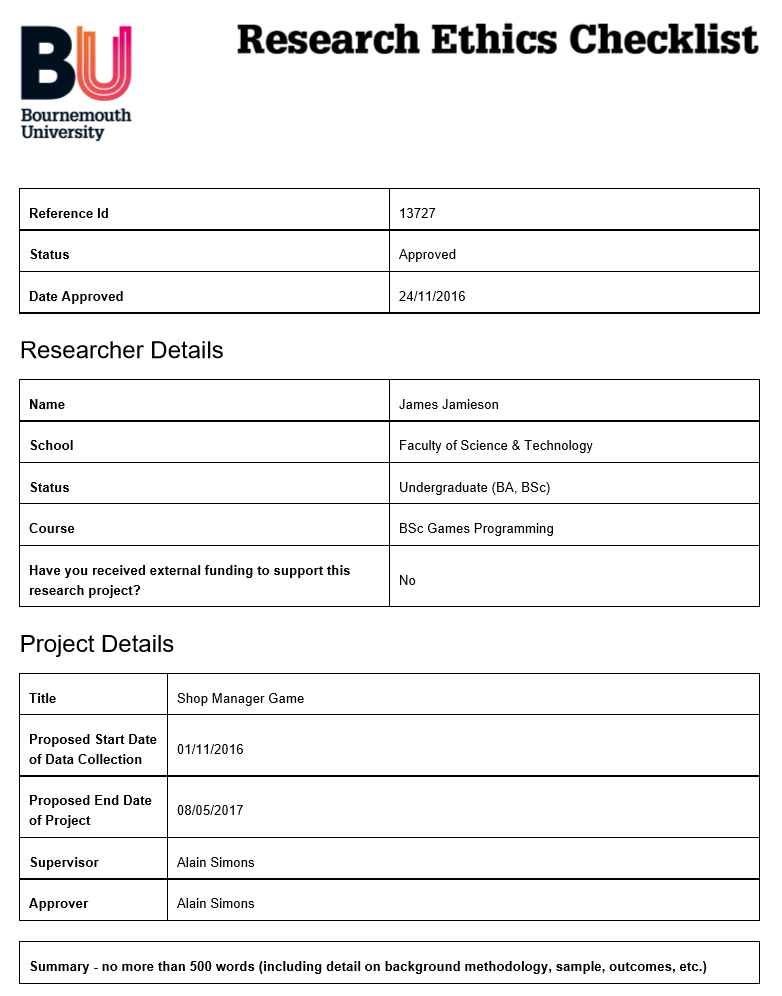 BU
Bournemouth
University
Research Ethics Checklist
Reference Id 13727
Status Approved
Date Approved 24/11/2016
Researcher Details
Name James Jamieson
School Faculty of Science & Technology
Status Undergraduate (BA, BSc)
Course BSc Games Programming
Have you received external funding to support this
research project?
No
Project Details
Title Shop Manager Game
Proposed Start Date
of Data Collection
01/11/2016
Proposed End Date
of Project
08/05/2017
Supervisor Alain Simons
Approver Alain Simons
Summary - no more than 500 words (including detail on background methodology, sample, outcomes, etc.)